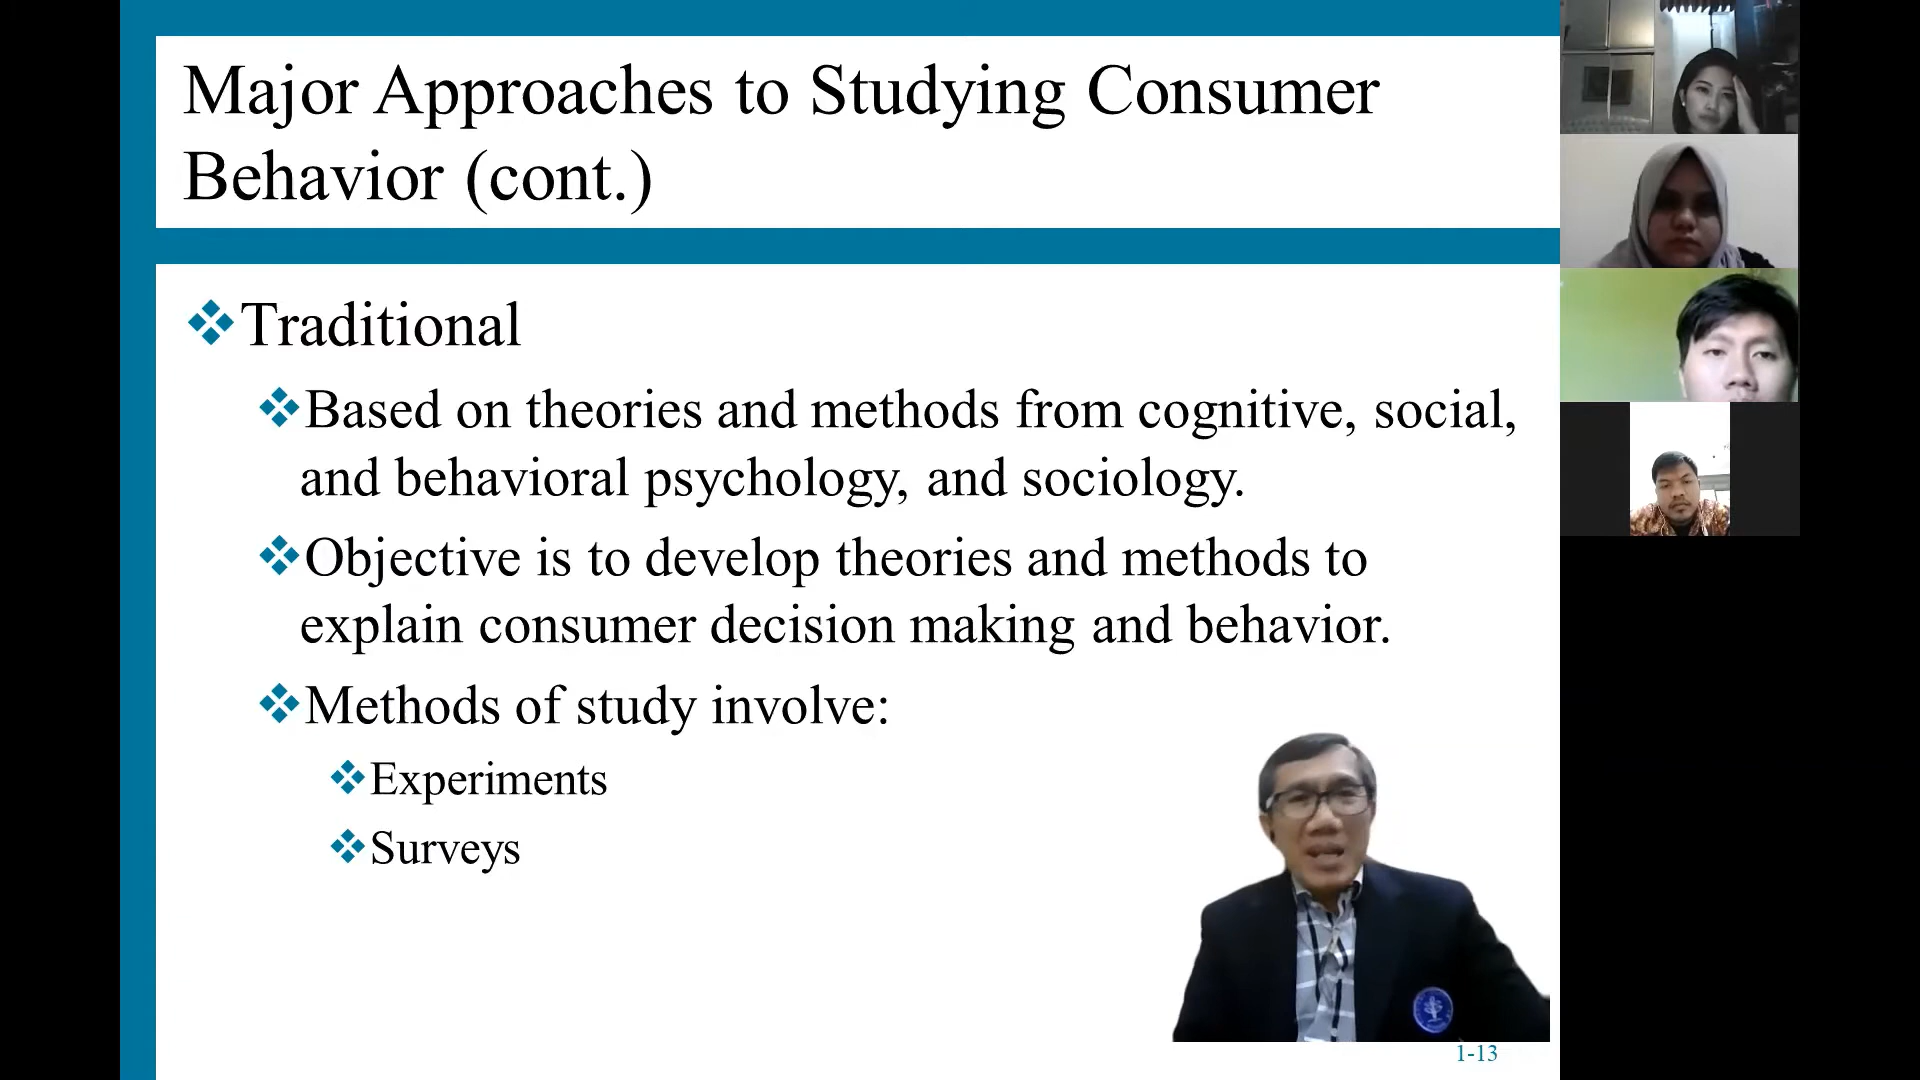 Major Approaches to Studying Consumer
Behavior (cont.)
Traditional
Based on theories and methods from cognitive, social,
and behavioral psychology, and sociology.
Objective is to develop theories and methods to
explain consumer decision making and behavior.
Methods of study involve:
Experiments
Surveys
1-13